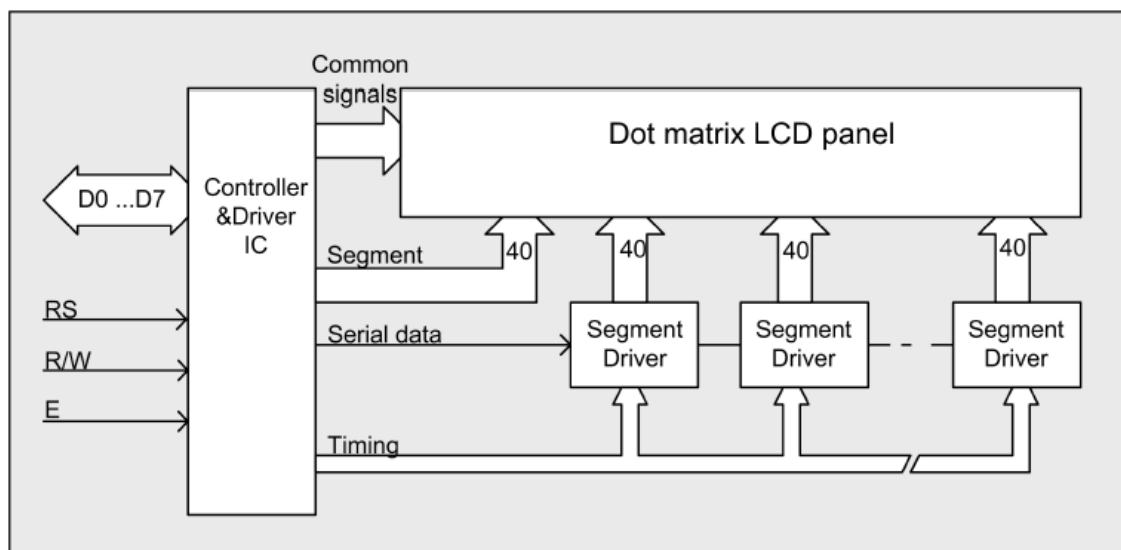 Common
signals
Dot matrix LCD panel
D0 ...D7
Controller
&Driver
IC
Segment
40
40
40
40
RS
R/W
E
Serial data
Segment
Driver
Segment
Driver
Segment
Driver
Timing